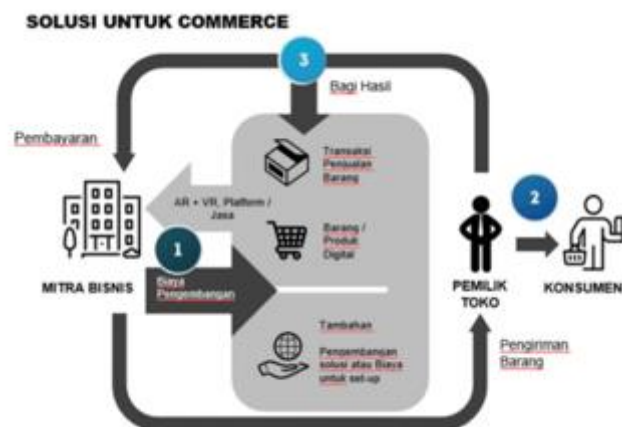 SOLUSI UNTUK COMMERCE
3
Bagi Hasil
Pembayaran
Transaksi
Penjualan
Barang
AR + VR, Platform /
Jasa
2
1
Barang /
Produk
Digital
MITRA BISNIS
Biaya
Pengembangan
PEMILIK
TOKO
KONSUMEN
Tambahan
Pengembangan
solusi atau Biaya
untuk set-up
Pengiriman
Barang